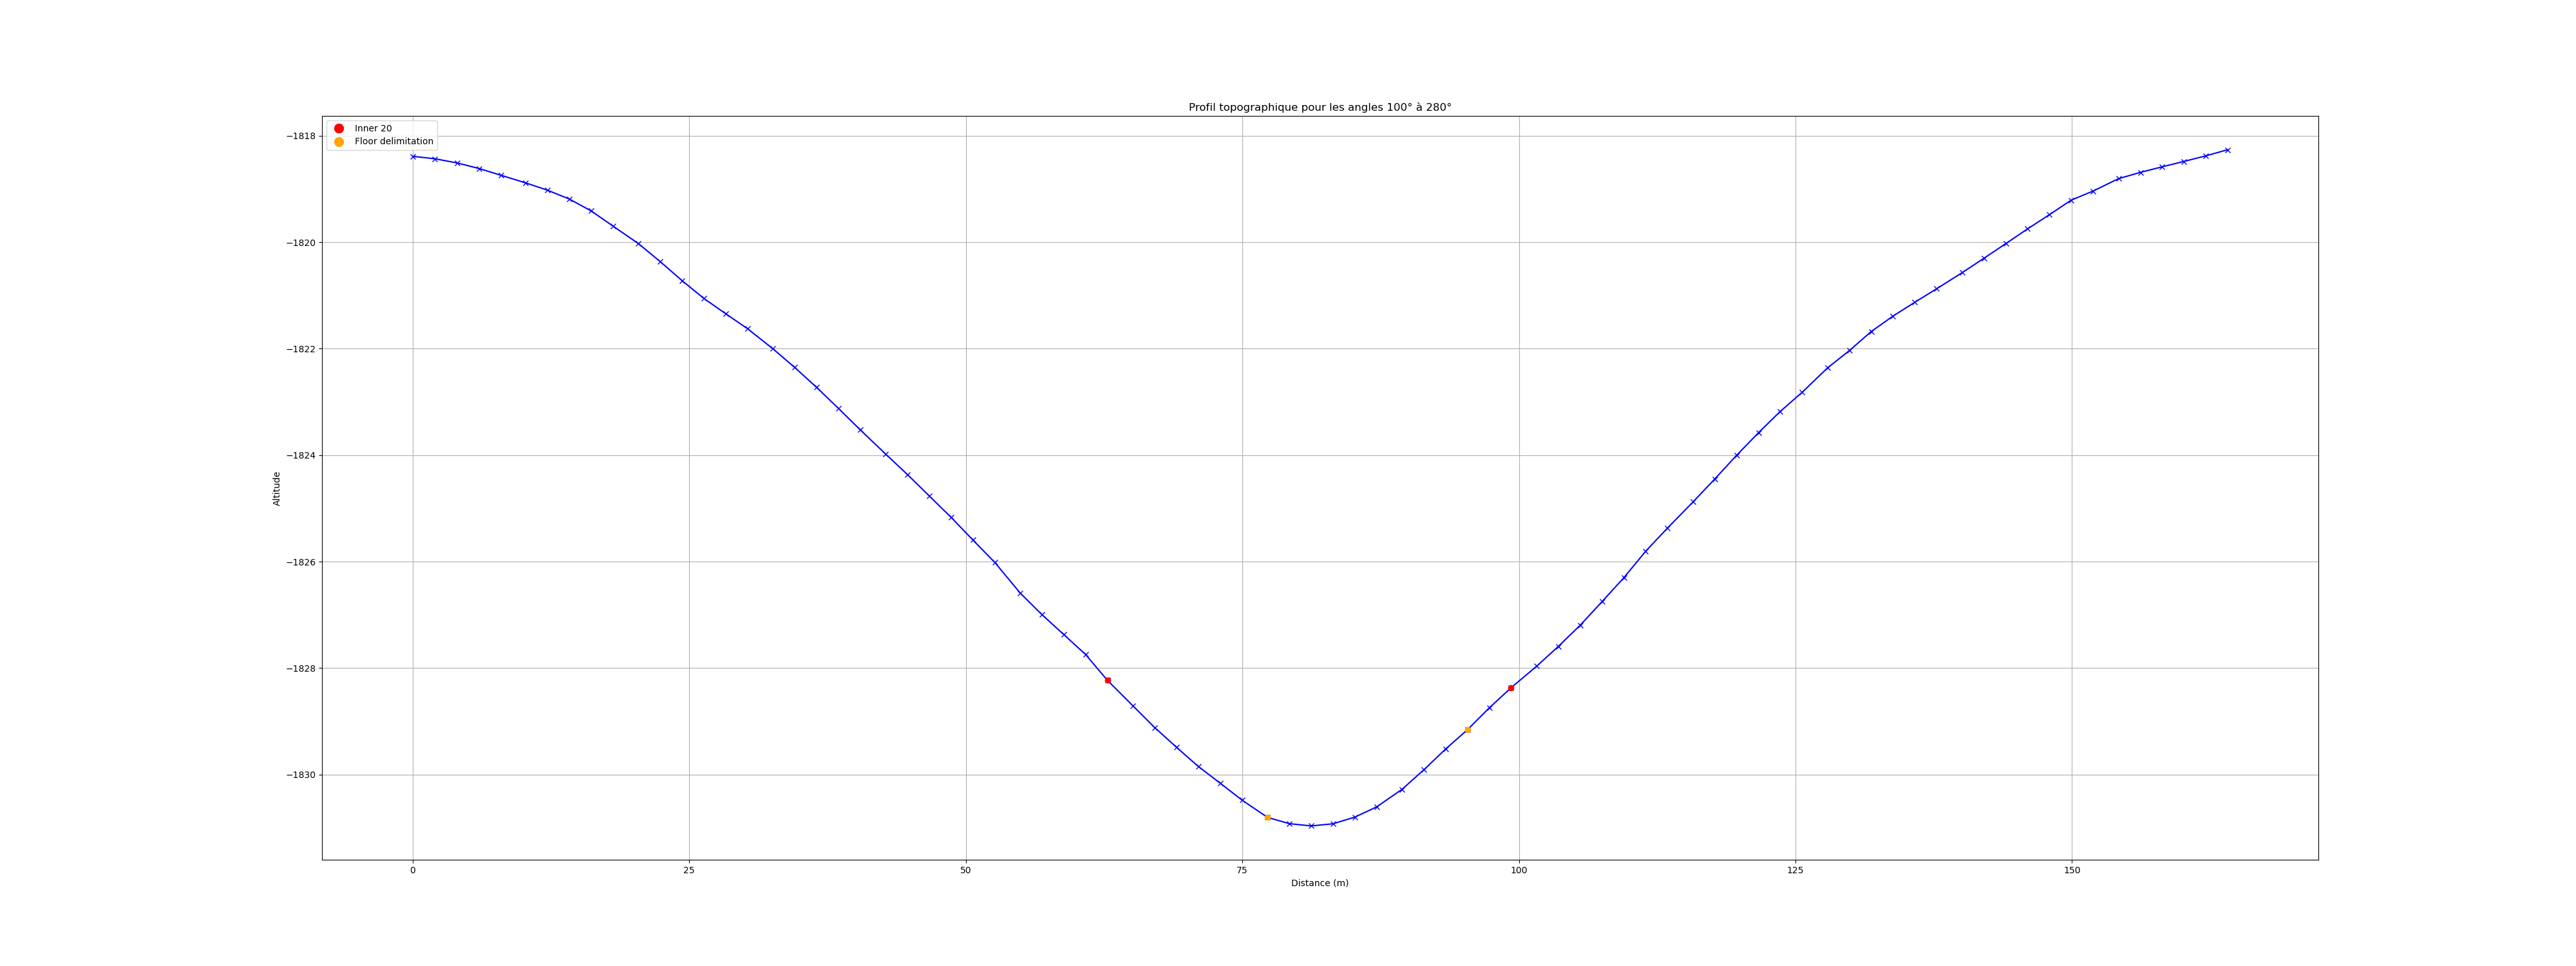 Profil topographique pour les angles 100° à 280°
Inner 20
Floor delimitation
−1818
−1820
−1822
−1824
−1826
−1828
−1830
Altitude
0 25 50 75 100 125 150
Distance (m)